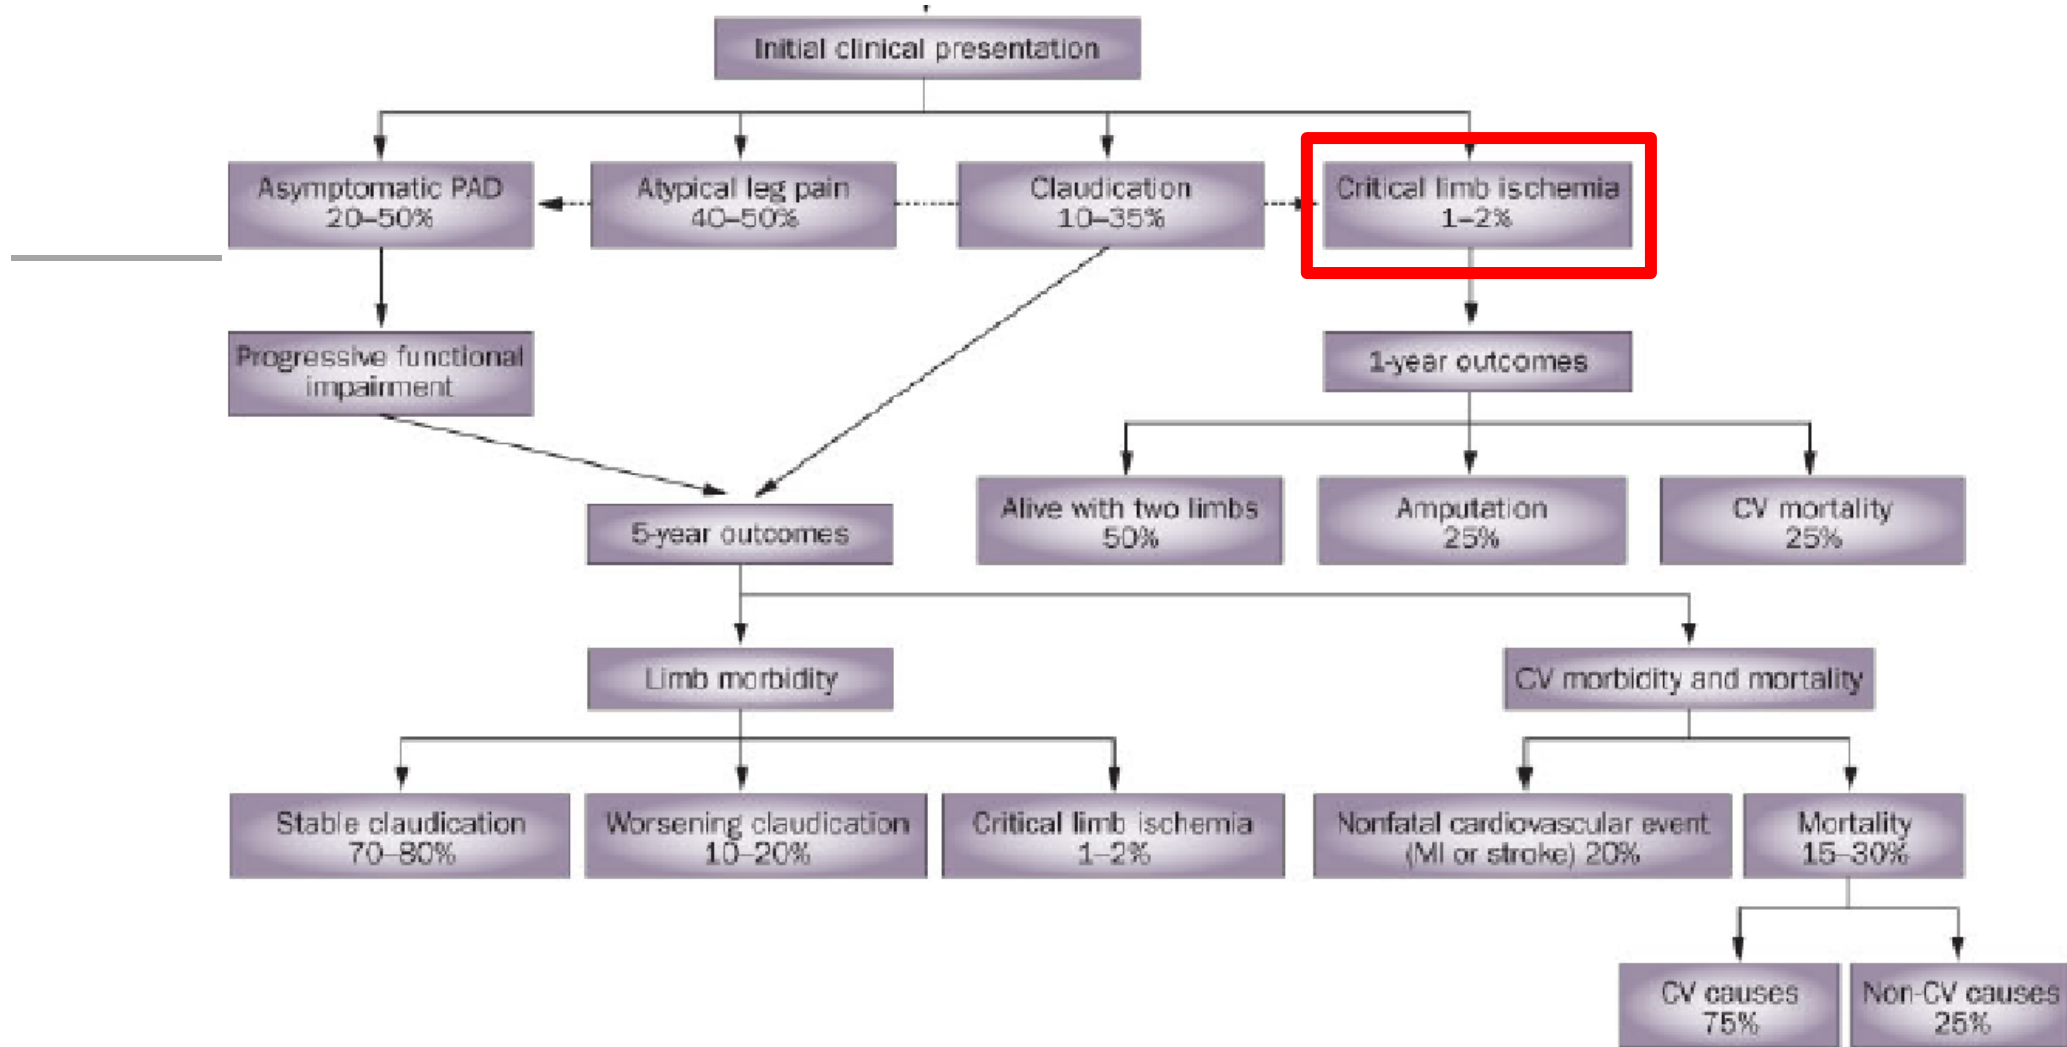 Initial clinical presentation
Asymptomatic PAD
20–50%
Atypical leg pain
40–50%
Claudication
10–35%
Critical limb ischemia
1–2%
Progressive functional
impairment
1-year outcomes
Alive with two limbs
50%
Amputation
25%
CV mortality
25%
5-year outcomes
Limb morbidity
CV morbidity and mortality
Stable claudication
70–80%
Worsening claudication
10–20%
Critical limb ischemia
1–2%
Nonfatal cardiovascular event
(MI or stroke) 20%
Mortality
15–30%
CV causes
75%
Non-CV causes
25%